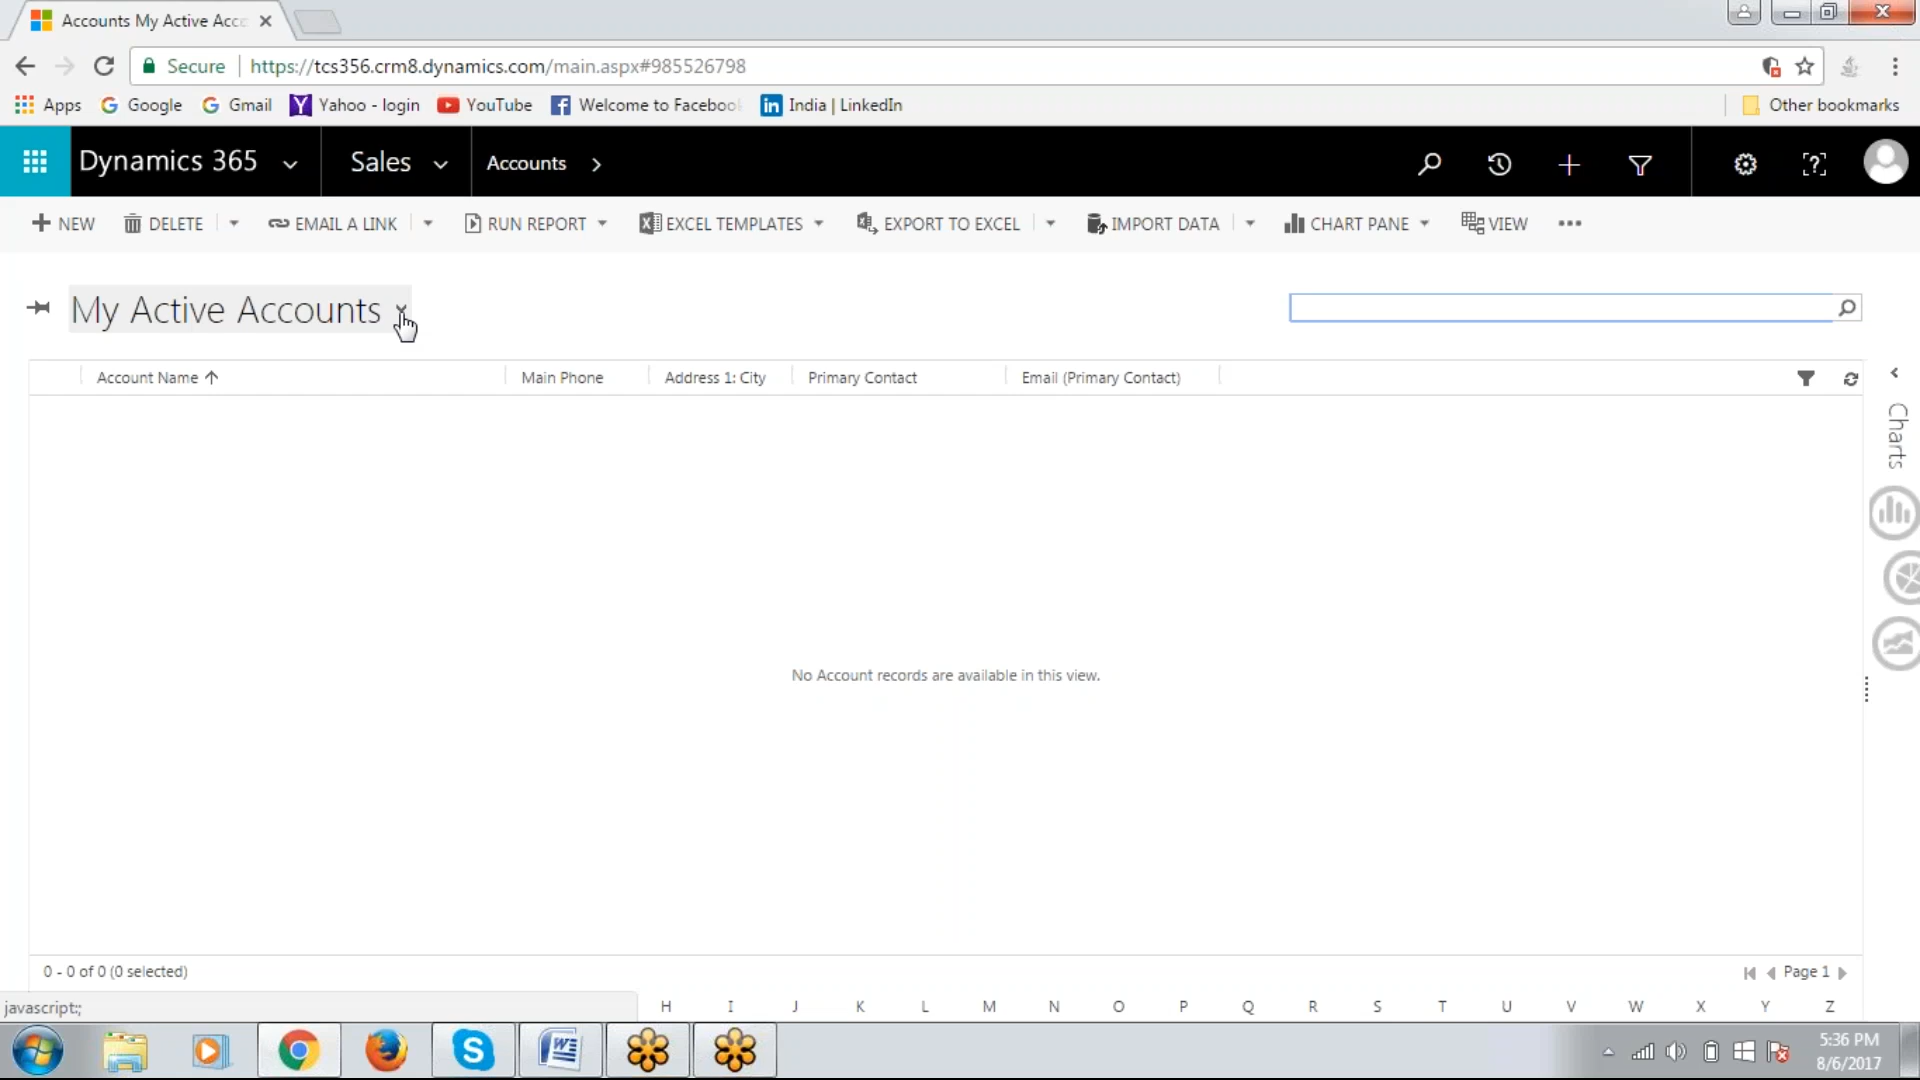 Accounts My Active Acc
Secure
https://tcs356.crm8.dynamics.com/main.aspx#985526798
Apps
Google
Gmail
Yahoo - login
YouTube
Welcome to Faceboo
India | LinkedIn
Other bookmarks
Dynamics 365
Sales
Accounts
NEW
DELETE
EMAIL A LINK
RUN REPORT
EXCEL TEMPLATES
EXPORT TO EXCEL
IMPORT DATA
CHART PANE
VIEW
My Active Accounts
Account Name
Main Phone
Address 1: City
Primary Contact
Email (Primary Contact)
Charts
No Account records are available in this view.
0 - 0 of 0 (0 selected)
Page 1
javascript:;
H I J K L M N O P Q R S T U V W X Y Z
5:36 PM
8/6/2017